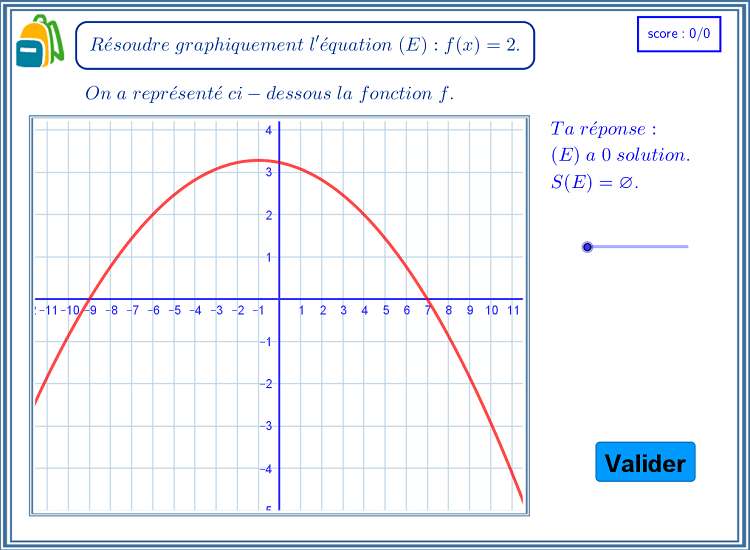 Résoudre graphiquement l'équation (E) : f(x) = 2.
score : 0/0
On a représenté ci − dessous la fonction f.
Ta réponse :
(E) a 0 solution.
S(E) = ∅.
4
3
2
1
−11 −10 −9 −8 −7 −6 −5 −4 −3 −2 −1 1 2 3 4 5 6 7 8 9 10 11
−1
−2
−3
−4
Valider